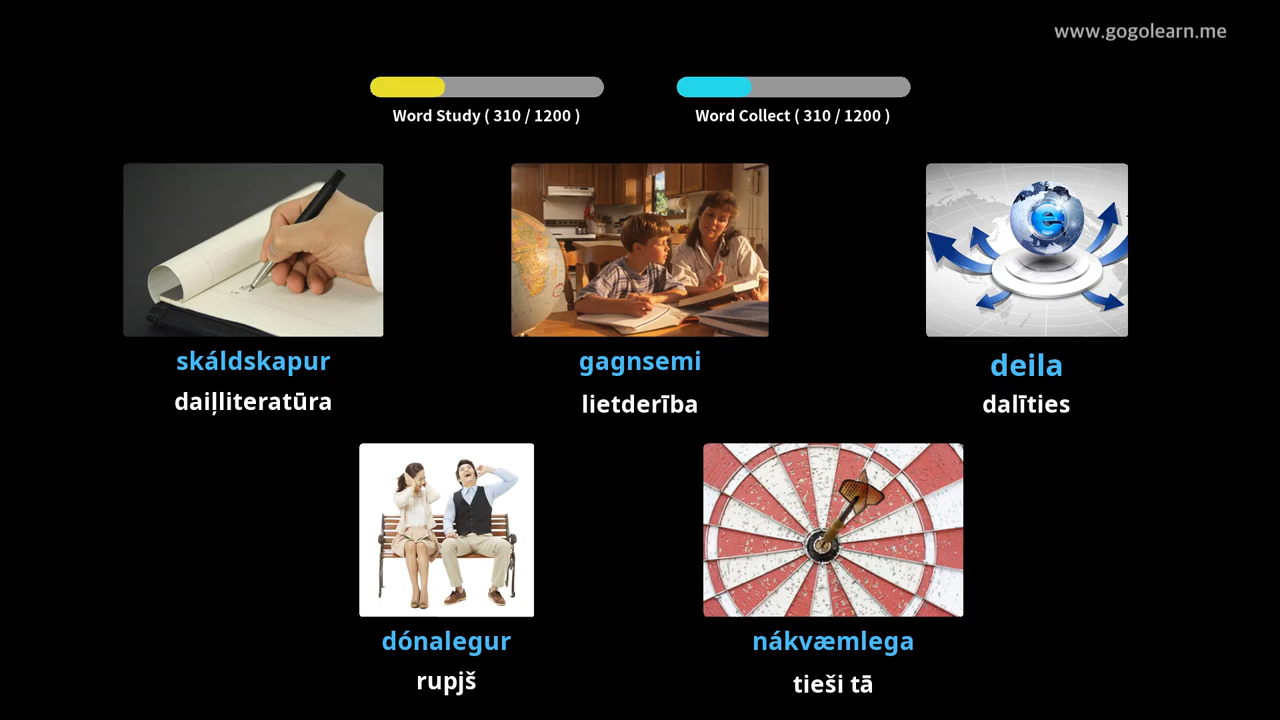 www.gogolearn.me
Word Study ( 310 / 1200 )
Word Collect ( 310 / 1200 )
skáldskapur
daiļliteratūra
gagnsemi
lietderība
e
deila
dalīties
dónalegur
rupjš
nákvæmlega
tieši tā